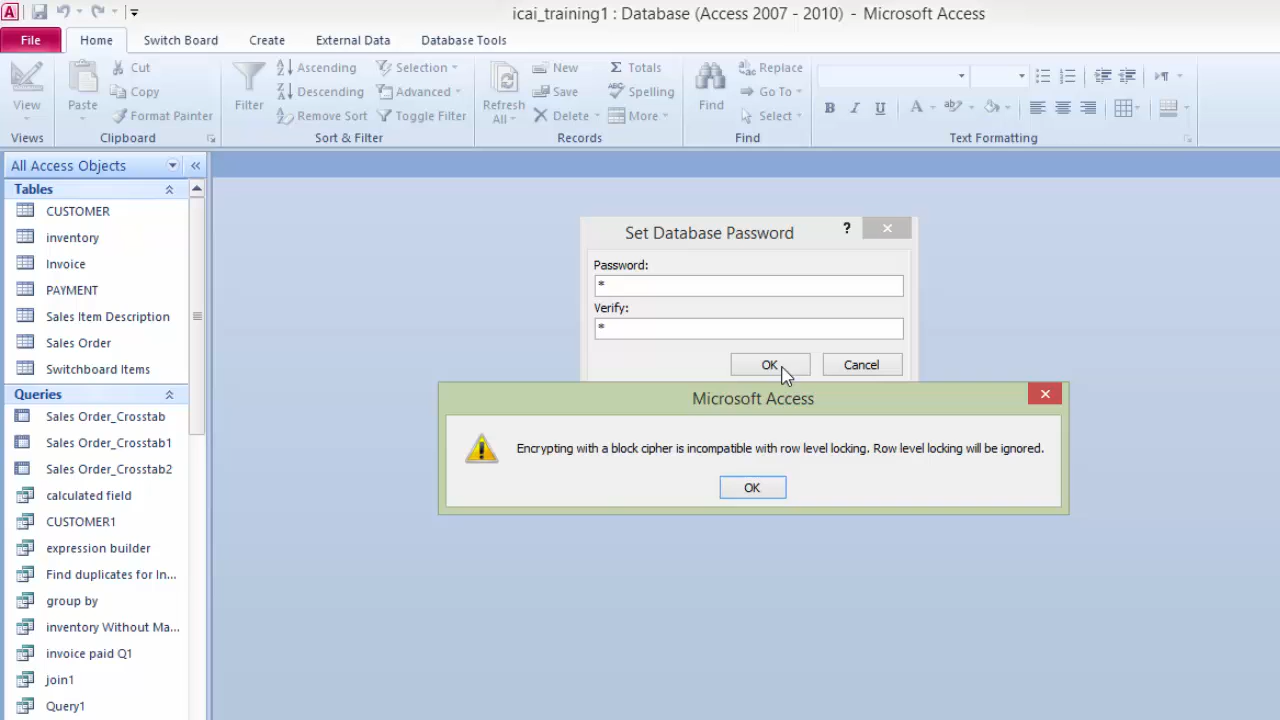 icai_training1 : Database (Access 2007 - 2010) - Microsoft Access
File Home Switch Board Create External Data Database Tools
View
Views
Paste
Cut
Copy
Format Painter
Clipboard
Filter
Ascending
Descending
Remove Sort
Selection
Advanced
Toggle Filter
Sort & Filter
Refresh
All
New
Save
Delete
Totals
Spelling
More
Records
Find
Replace
Go To
Select
Find
B I U A ab
Text Formatting
All Access Objects
Tables
CUSTOMER
inventory
Invoice
PAYMENT
Sales Item Description
Sales Order
Switchboard Items
Queries
Sales Order_Crosstab
Sales Order_Crosstab1
Sales Order_Crosstab2
calculated field
CUSTOMER1
expression builder
Find duplicates for In...
group by
inventory Without Ma...
invoice paid Q1
join1
Query1
Set Database Password
Password:
*
Verify:
*
OK Cancel
Microsoft Access
Encrypting with a block cipher is incompatible with row level locking. Row level locking will be ignored.
OK